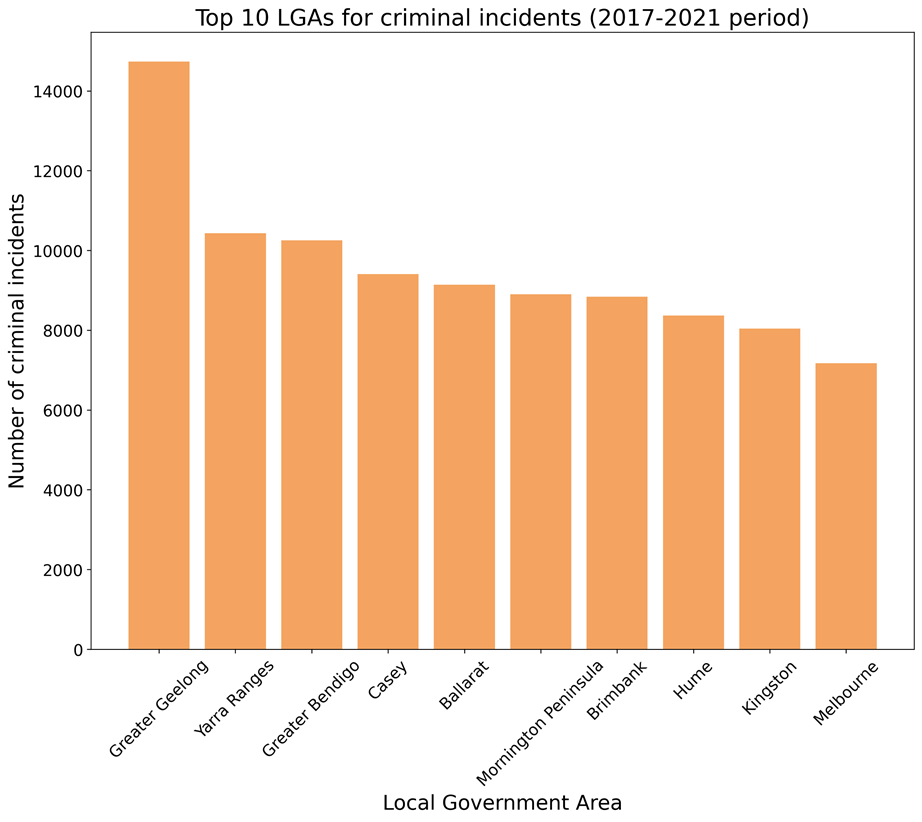 Top 10 LGAs for criminal incidents (2017-2021 period)
Number of criminal incidents
14000
12000
10000
8000
6000
4000
2000
0
Greater Geelong
Yarra Ranges
Greater Bendigo
Casey
Ballarat
Mornington Peninsula
Brimbank
Hume
Kingston
Melbourne
Local Government Area